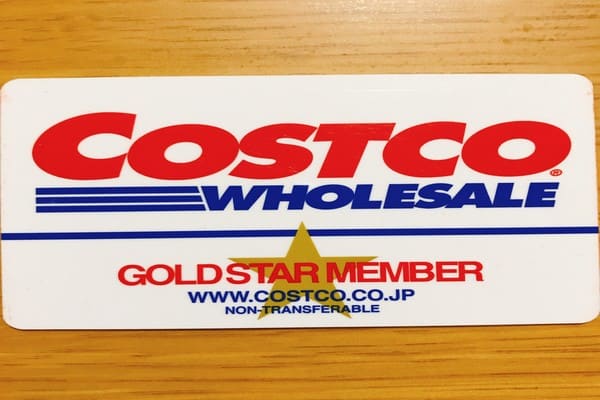 COSTCO®
WHOLESALE
GOLD STAR MEMBER
WWW.COSTCO.CO.JP
NON-TRANSFERABLE